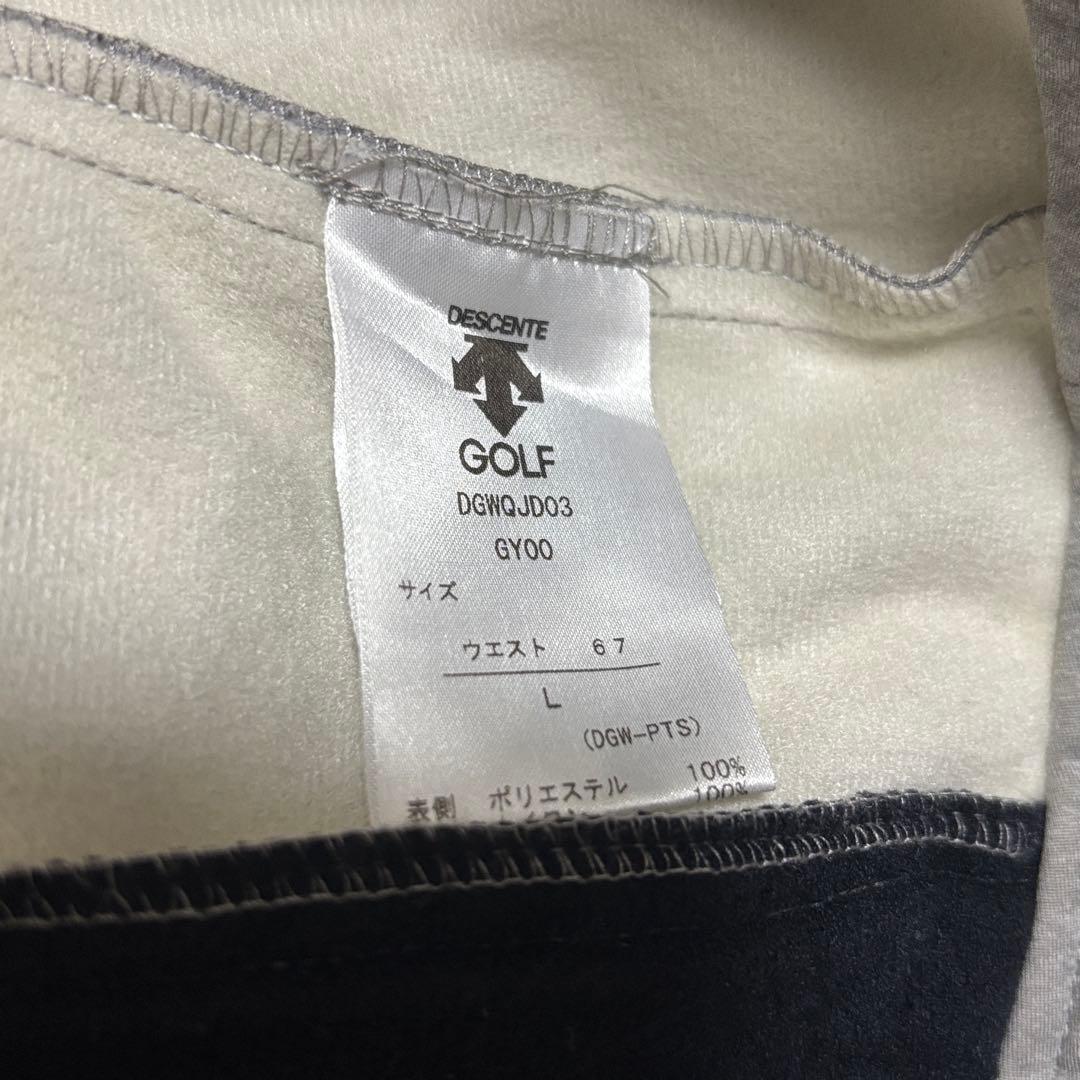 DESCENTE
GOLF
DGWQJD03
GY00
サイズ
ウエスト 67
L
(DGW-PTS)
表側 ポリエステル 100%
100%